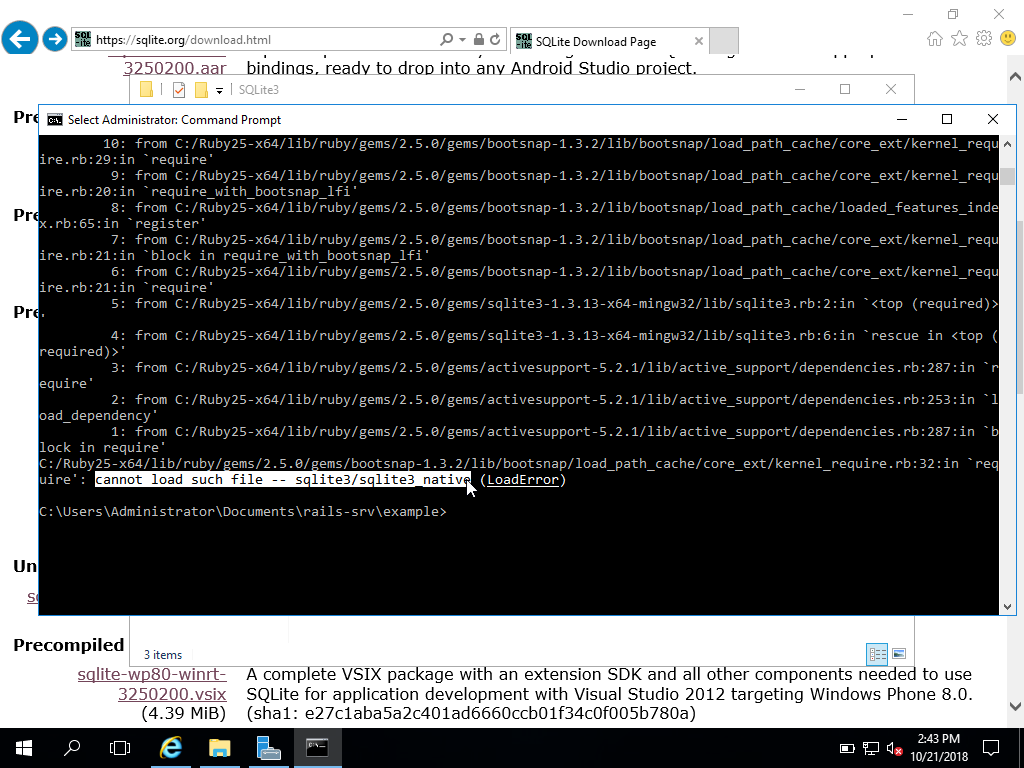 https://sqlite.org/download.html
SQLite Download Page
3250200.aar
bindings, ready to drop into any Android Studio project.
SQLite3
Pre
Select Administrator: Command Prompt
10: from C:/Ruby25-x64/lib/ruby/gems/2.5.0/gems/bootsnap-1.3.2/lib/bootsnap/load_path_cache/core_ext/kernel_requ
ire.rb:29:in `require'
9: from C:/Ruby25-x64/lib/ruby/gems/2.5.0/gems/bootsnap-1.3.2/lib/bootsnap/load_path_cache/core_ext/kernel_requ
ire.rb:20:in `require_with_bootsnap_lfi'
8: from C:/Ruby25-x64/lib/ruby/gems/2.5.0/gems/bootsnap-1.3.2/lib/bootsnap/load_path_cache/loaded_features_inde
x.rb:65:in `register'
Pre
7: from C:/Ruby25-x64/lib/ruby/gems/2.5.0/gems/bootsnap-1.3.2/lib/bootsnap/load_path_cache/core_ext/kernel_requ
ire.rb:21:in `block in require_with_bootsnap_lfi'
6: from C:/Ruby25-x64/lib/ruby/gems/2.5.0/gems/bootsnap-1.3.2/lib/bootsnap/load_path_cache/core_ext/kernel_requ
ire.rb:21:in `require'
5: from C:/Ruby25-x64/lib/ruby/gems/2.5.0/gems/sqlite3-1.3.13-x64-mingw32/lib/sqlite3.rb:2:in `<top (required)>
'
Pre
4: from C:/Ruby25-x64/lib/ruby/gems/2.5.0/gems/sqlite3-1.3.13-x64-mingw32/lib/sqlite3.rb:6:in `rescue in <top (
required)>'
3: from C:/Ruby25-x64/lib/ruby/gems/2.5.0/gems/activesupport-5.2.1/lib/active_support/dependencies.rb:287:in `r
equire'
2: from C:/Ruby25-x64/lib/ruby/gems/2.5.0/gems/activesupport-5.2.1/lib/active_support/dependencies.rb:253:in `l
oad_dependency'
1: from C:/Ruby25-x64/lib/ruby/gems/2.5.0/gems/activesupport-5.2.1/lib/active_support/dependencies.rb:287:in `b
lock in require'
C:/Ruby25-x64/lib/ruby/gems/2.5.0/gems/bootsnap-1.3.2/lib/bootsnap/load_path_cache/core_ext/kernel_require.rb:32:in `req
uire': cannot load such file -- sqlite3/sqlite3_native (LoadError)
C:\Users\Administrator\Documents\rails-srv\example>
Un
Precompiled
3 items
sqlite-wp80-winrt-
3250200.vsix
(4.39 MiB)
A complete VSIX package with an extension SDK and all other components needed to use
SQLite for application development with Visual Studio 2012 targeting Windows Phone 8.0.
(sha1: e27c1aba5a2c401ad6660ccb01f34c0f005b780a)
2:43 PM
10/21/2018